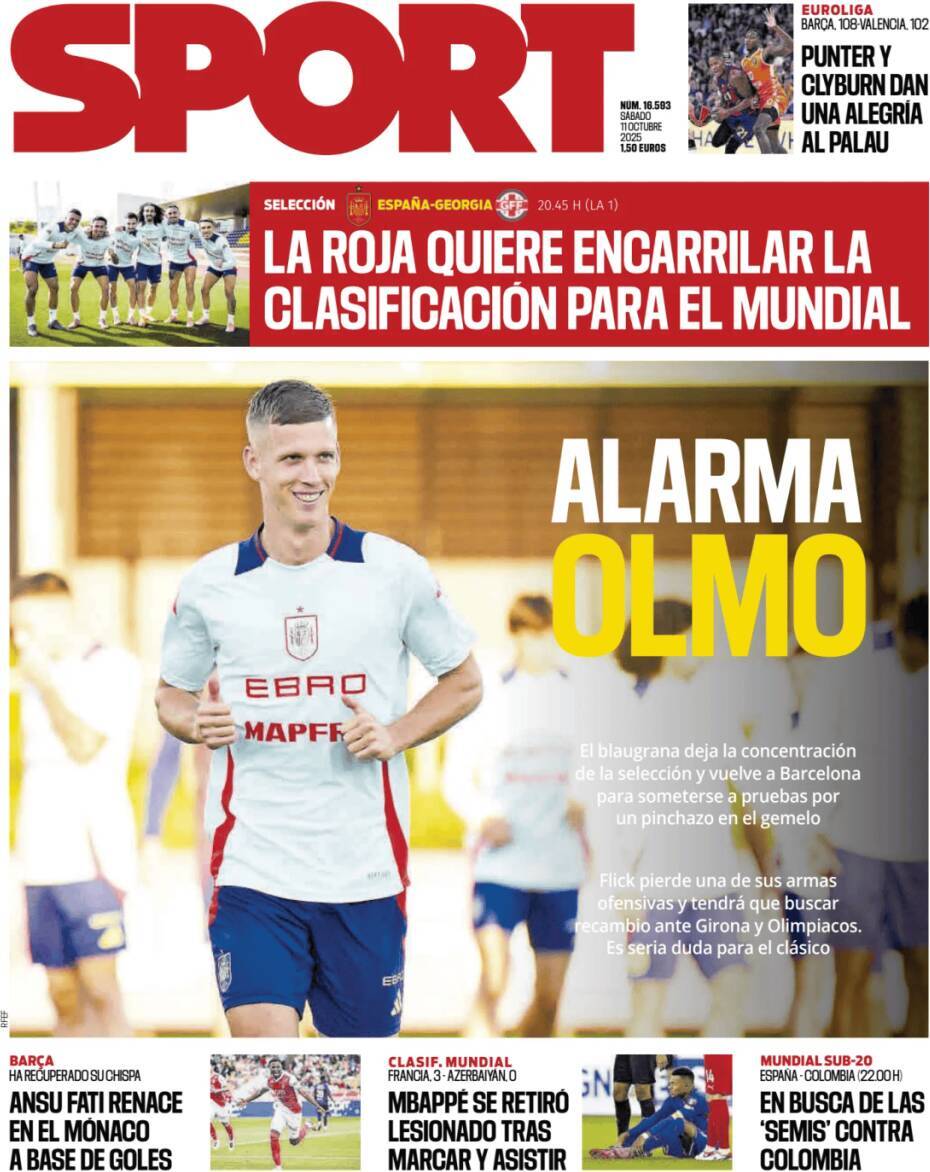 SPORT
NÚM. 16.593
SÁBADO
11 OCTUBRE
2025
1,50 EUROS
EUROLIGA
BARÇA, 108-VALENCIA, 102
PUNTER Y
CLYBURN DAN
UNA ALEGRÍA
AL PALAU
SELECCIÓN ESPAÑA-GEORGIA GFF 20.45 H (LA 1)
LA ROJA QUIERE ENCARRILAR LA
CLASIFICACIÓN PARA EL MUNDIAL
ALARMA
OLMO
EBRO
MAPFR
El blaugrana deja la concentración
de la selección y vuelve a Barcelona
para someterse a pruebas por
un pinchazo en el gemelo
Flick pierde una de sus armas
ofensivas y tendrá que buscar
recambio ante Girona y Olimpiacos.
Es seria duda para el clásico
EBRO
RFEF
BARÇA
HA RECUPERADO SU CHISPA
ANSU FATI RENACE
EN EL MÓNACO
A BASE DE GOLES
CLASIF. MUNDIAL
FRANCIA, 3 - AZERBAIYÁN, 0
MBAPPÉ SE RETIRÓ
LESIONADO TRAS
MARCAR Y ASISTIR
MUNDIAL SUB-20
ESPAÑA - COLOMBIA (22.00 H)
EN BUSCA DE LAS
‘SEMIS’ CONTRA
COLOMBIA